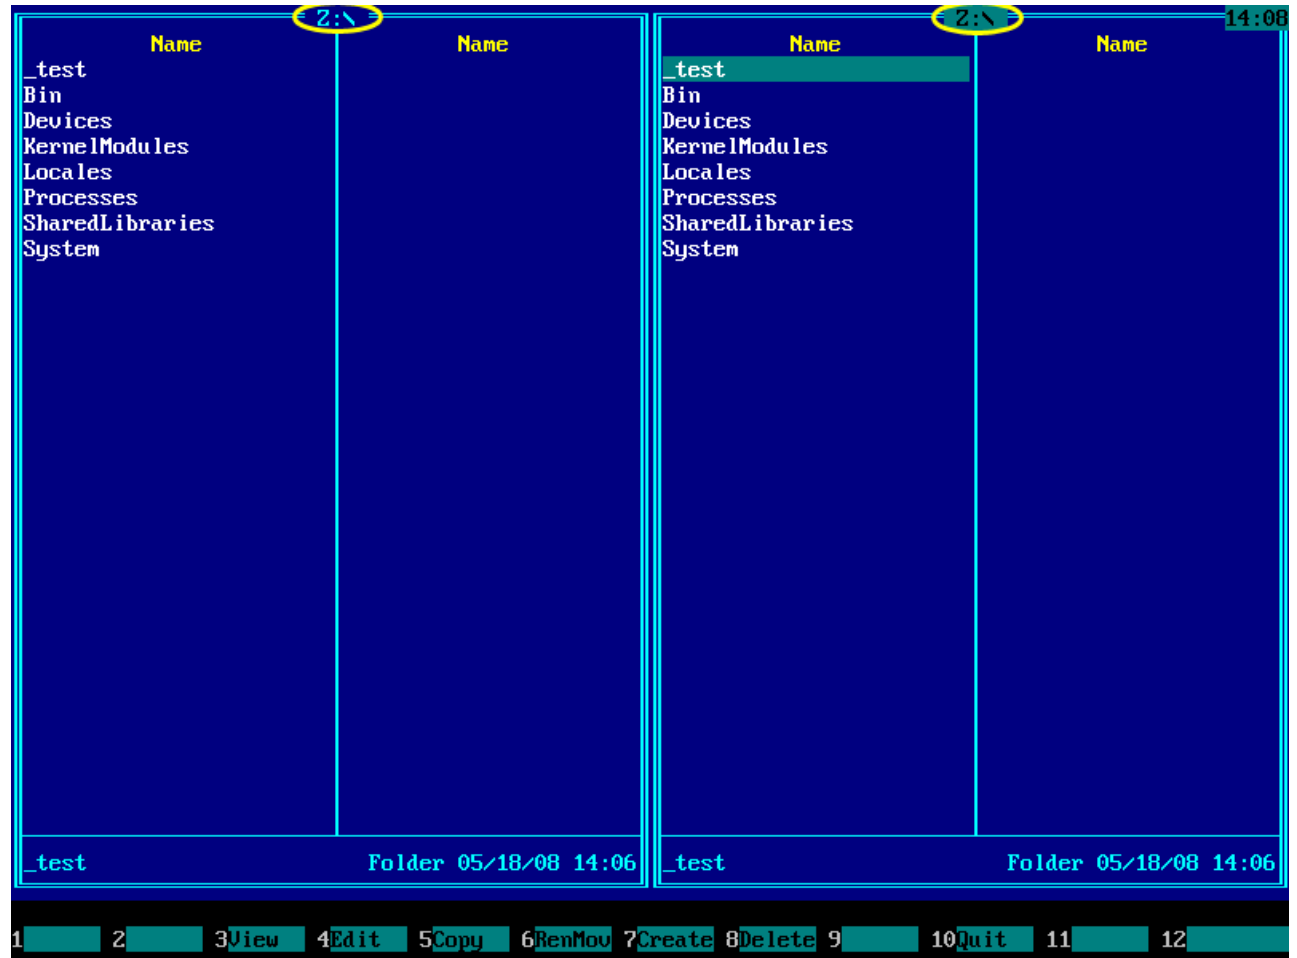 Z:\
Name Name
_test
Bin
Devices
KernelModules
Locales
Processes
SharedLibraries
System
_test Folder 05/18/08 14:06
Z:\ 14:08
Name Name
_test
Bin
Devices
KernelModules
Locales
Processes
SharedLibraries
System
_test Folder 05/18/08 14:06
1 2 3View 4Edit 5Copy 6RenMov 7Create 8Delete 9 10Quit 11 12